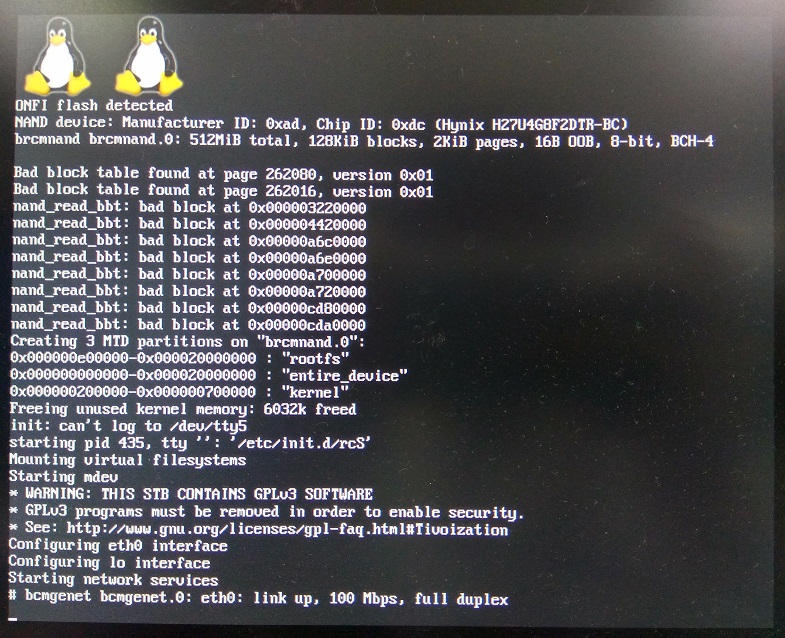 ONFI flash detected
NAND device: Manufacturer ID: 0xad, Chip ID: 0xdc (Hynix H27U4G8F2DTR-BC)
brcmnand brcmnand.0: 512MiB total, 128KiB blocks, 2KiB pages, 16B OOB, 8-bit, BCH-4
Bad block table found at page 262080, version 0x01
Bad block table found at page 262016, version 0x01
nand_read_bbt: bad block at 0x000003220000
nand_read_bbt: bad block at 0x000004420000
nand_read_bbt: bad block at 0x00000a6c0000
nand_read_bbt: bad block at 0x00000a6e0000
nand_read_bbt: bad block at 0x00000a700000
nand_read_bbt: bad block at 0x00000a720000
nand_read_bbt: bad block at 0x00000cd80000
nand_read_bbt: bad block at 0x00000cda0000
Creating 3 MTD partitions on "brcmnand.0":
0x000000e00000-0x000020000000 : "rootfs"
0x000000000000-0x000020000000 : "entire_device"
0x000000200000-0x000000700000 : "kernel"
Freeing unused kernel memory: 6032k freed
init: can't log to /dev/tty5
starting pid 435, tty '': '/etc/init.d/rcS'
Mounting virtual filesystems
Starting mdev
* WARNING: THIS STB CONTAINS GPLv3 SOFTWARE
* GPLv3 programs must be removed in order to enable security.
* See: http://www.gnu.org/licenses/gpl-faq.html#Tivoization
Configuring eth0 interface
Configuring lo interface
Starting network services
# bcmgenet bcmgenet.0: eth0: link up, 100 Mbps, full duplex